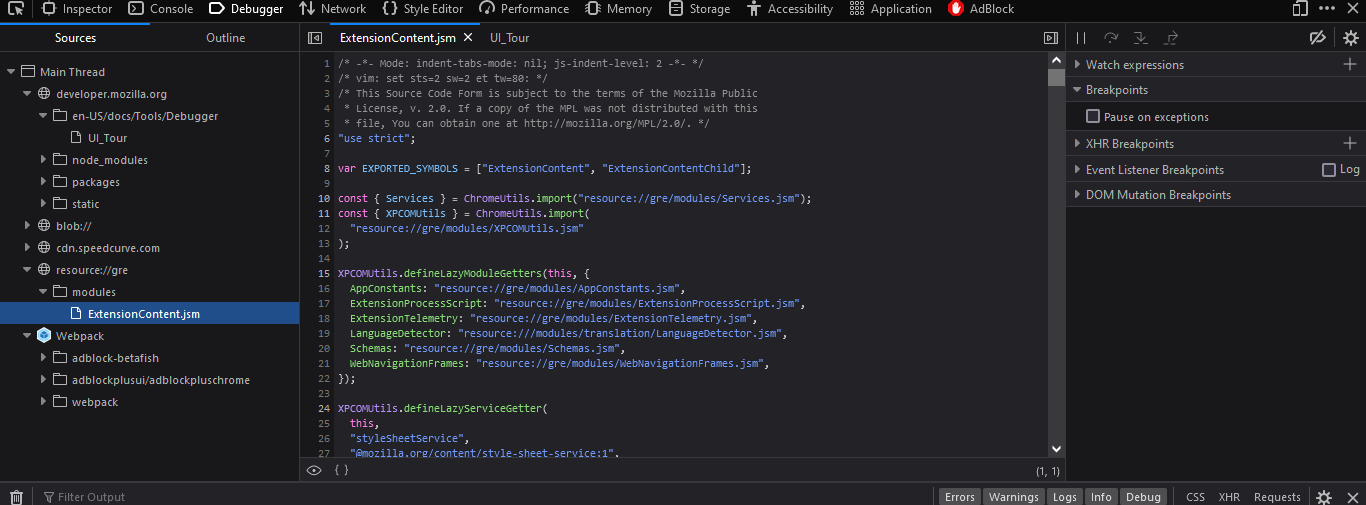 Inspector Console Debugger Network Style Editor Performance Memory Storage Accessibility Application AdBlock
Sources Outline
Main Thread
developer.mozilla.org
en-US/docs/Tools/Debugger
UI_Tour
node_modules
packages
static
blob://
cdn.speedcurve.com
resource://gre
modules
ExtensionContent.jsm
Webpack
adblock-betafish
adblockplusui/adblockpluschrome
webpack
ExtensionContent.jsm UI_Tour
1 /* -*- Mode: indent-tabs-mode: nil; js-indent-level: 2 -*- */
2 /* vim: set sts=2 sw=2 et tw=80: */
3 /* This Source Code Form is subject to the terms of the Mozilla Public
4 * License, v. 2.0. If a copy of the MPL was not distributed with this
5 * file, You can obtain one at http://mozilla.org/MPL/2.0/. */
6 "use strict";
7
8 var EXPORTED_SYMBOLS = ["ExtensionContent", "ExtensionContentChild"];
9
10 const { Services } = ChromeUtils.import("resource://gre/modules/Services.jsm");
11 const { XPCOMUtils } = ChromeUtils.import(
12 "resource://gre/modules/XPCOMUtils.jsm"
13 );
14
15 XPCOMUtils.defineLazyModuleGetters(this, {
16 AppConstants: "resource://gre/modules/AppConstants.jsm",
17 ExtensionProcessScript: "resource://gre/modules/ExtensionProcessScript.jsm",
18 ExtensionTelemetry: "resource://gre/modules/ExtensionTelemetry.jsm",
19 LanguageDetector: "resource:///modules/translation/LanguageDetector.jsm",
20 Schemas: "resource://gre/modules/Schemas.jsm",
21 WebNavigationFrames: "resource://gre/modules/WebNavigationFrames.jsm",
22 });
23
24 XPCOMUtils.defineLazyServiceGetter(
25 this,
26 "styleSheetService",
27 "@mozilla.org/content/style-sheet-service;1",
{ } (1, 1)
Watch expressions
Breakpoints
Pause on exceptions
XHR Breakpoints
Event Listener Breakpoints Log
DOM Mutation Breakpoints
Filter Output Errors Warnings Logs Info Debug CSS XHR Requests